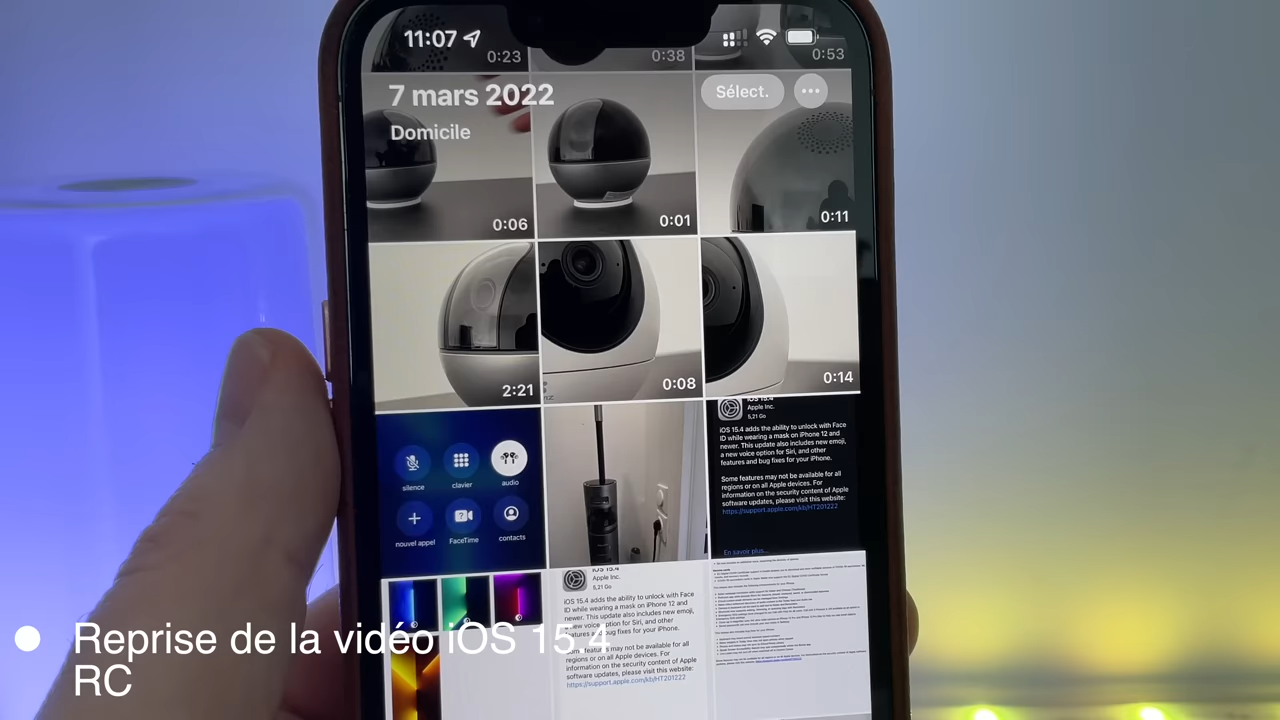 11:07
0:23
0:38
0:53
7 mars 2022
Sélect.
Domicile
0:06
0:01
0:11
2:21
0:08
0:14
silence
clavier
audio
nouvel appel
FaceTime
contacts
iOS 15.4
Apple Inc.
5,21 Go
iOS 15.4 adds the ability to unlock with Face
ID while wearing a mask on iPhone 12 and
newer. This update also includes new emoji,
a new voice option for Siri, and other
features and bug fixes for your iPhone.
Some features may not be available for all
regions or on all Apple devices. For
information on the security content of Apple
software updates, please visit this website:
https://support.apple.com/kb/HT201222
En savoir plus...
iOS 15.4
Apple Inc.
5,21 Go
iOS 15.4 adds the ability to unlock with Face
ID while wearing a mask on iPhone 12 and
newer. This update also includes new emoji,
a new voice option for Siri, and other
features and bug fixes for your iPhone.
Some features may not be available for all
regions or on all Apple devices. For
information on the security content of Apple
software updates, please visit this website:
https://support.apple.com/kb/HT201222
Reprise de la vidéo iOS 15.4
RC